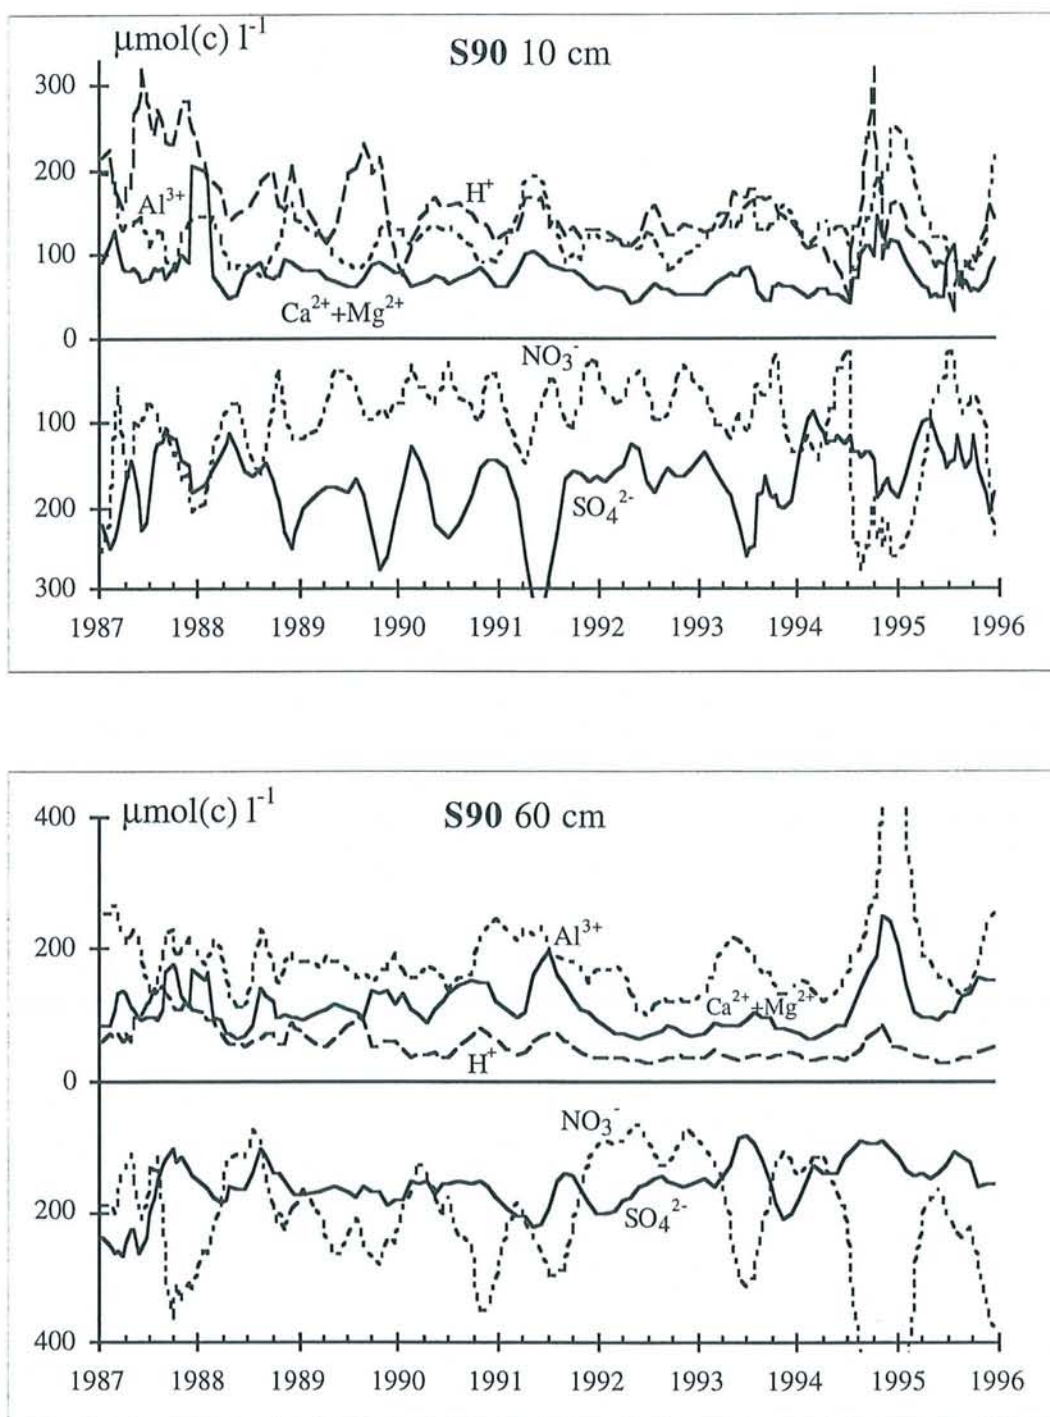 μmol(c) l⁻¹
S90 10 cm
300
200
100
0
100
200
300
Al³⁺
H⁺
Ca²⁺+Mg²⁺
NO₃⁻
SO₄²⁻
1987 1988 1989 1990 1991 1992 1993 1994 1995 1996
μmol(c) l⁻¹
S90 60 cm
400
200
0
200
400
Al³⁺
Ca²⁺+Mg²⁺
H⁺
NO₃⁻
SO₄²⁻
1987 1988 1989 1990 1991 1992 1993 1994 1995 1996